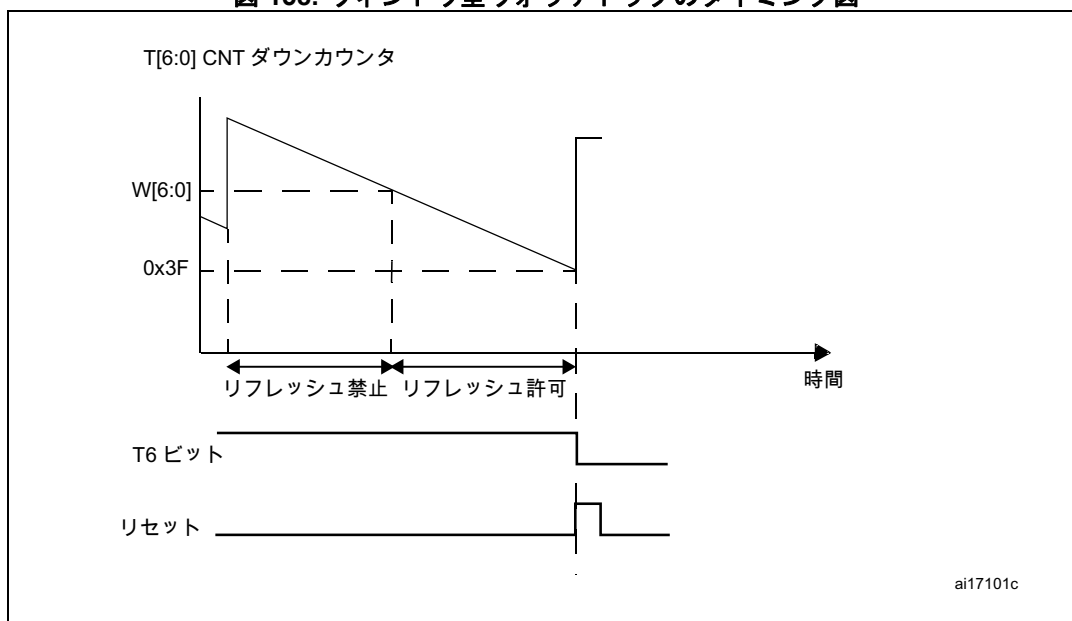 T[6:0] CNT ダウンカウンタ
W[6:0]
0x3F
リフレッシュ禁止 リフレッシュ許可
時間
T6 ビット
リセット
ai17101c